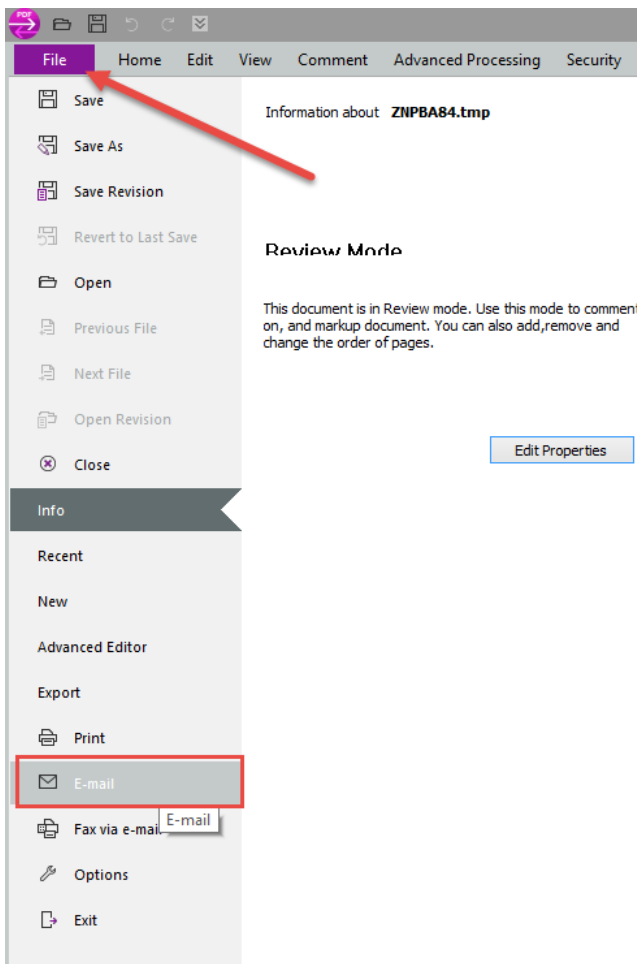 PDF
File Home Edit View Comment Advanced Processing Security
Save
Save As
Save Revision
Revert to Last Save
Open
Previous File
Next File
Open Revision
Close
Info
Recent
New
Advanced Editor
Export
Print
E-mail
E-mail
Fax via e-mail
Options
Exit
Information about ZNPBA84.tmp
Review Mode
This document is in Review mode. Use this mode to comment
on, and markup document. You can also add,remove and
change the order of pages.
Edit Properties